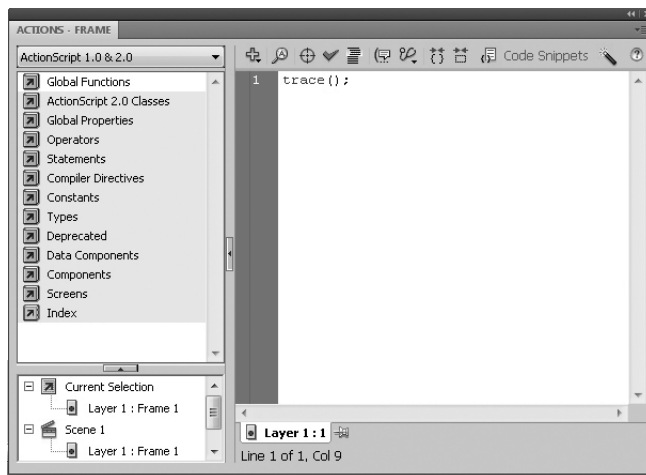 ACTIONS - FRAME
ActionScript 1.0 & 2.0
Global Functions
ActionScript 2.0 Classes
Global Properties
Operators
Statements
Compiler Directives
Constants
Types
Deprecated
Data Components
Components
Screens
Index
Current Selection
Layer 1 : Frame 1
Scene 1
Layer 1 : Frame 1
Code Snippets
1 trace();
Layer 1 : 1
Line 1 of 1, Col 9